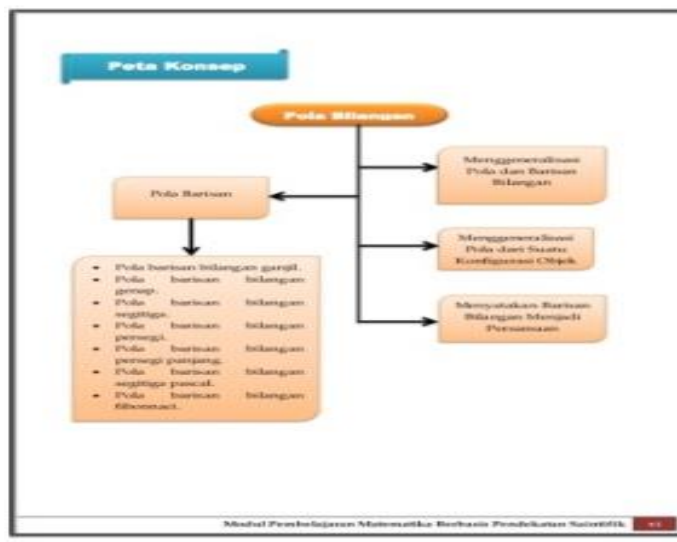 Peta Konsep
Pola Bilangan
Menggeneralisasi
Pola dan Barisan
Bilangan
Pola Barisan
Menggeneralisasi
Pola dari Suatu
Konfigurasi Objek
Menyatakan Barisan
Bilangan Menjadi
Persamaan
• Pola barisan bilangan ganjil.
• Pola barisan bilangan
genap.
• Pola barisan bilangan
segitiga.
• Pola barisan bilangan
persegi.
• Pola barisan bilangan
persegi panjang.
• Pola barisan bilangan
segitiga pascal.
• Pola barisan bilangan
fibonnaci.
Modul Pembelajaran Matematika Berbasis Pendekatan Saintifik